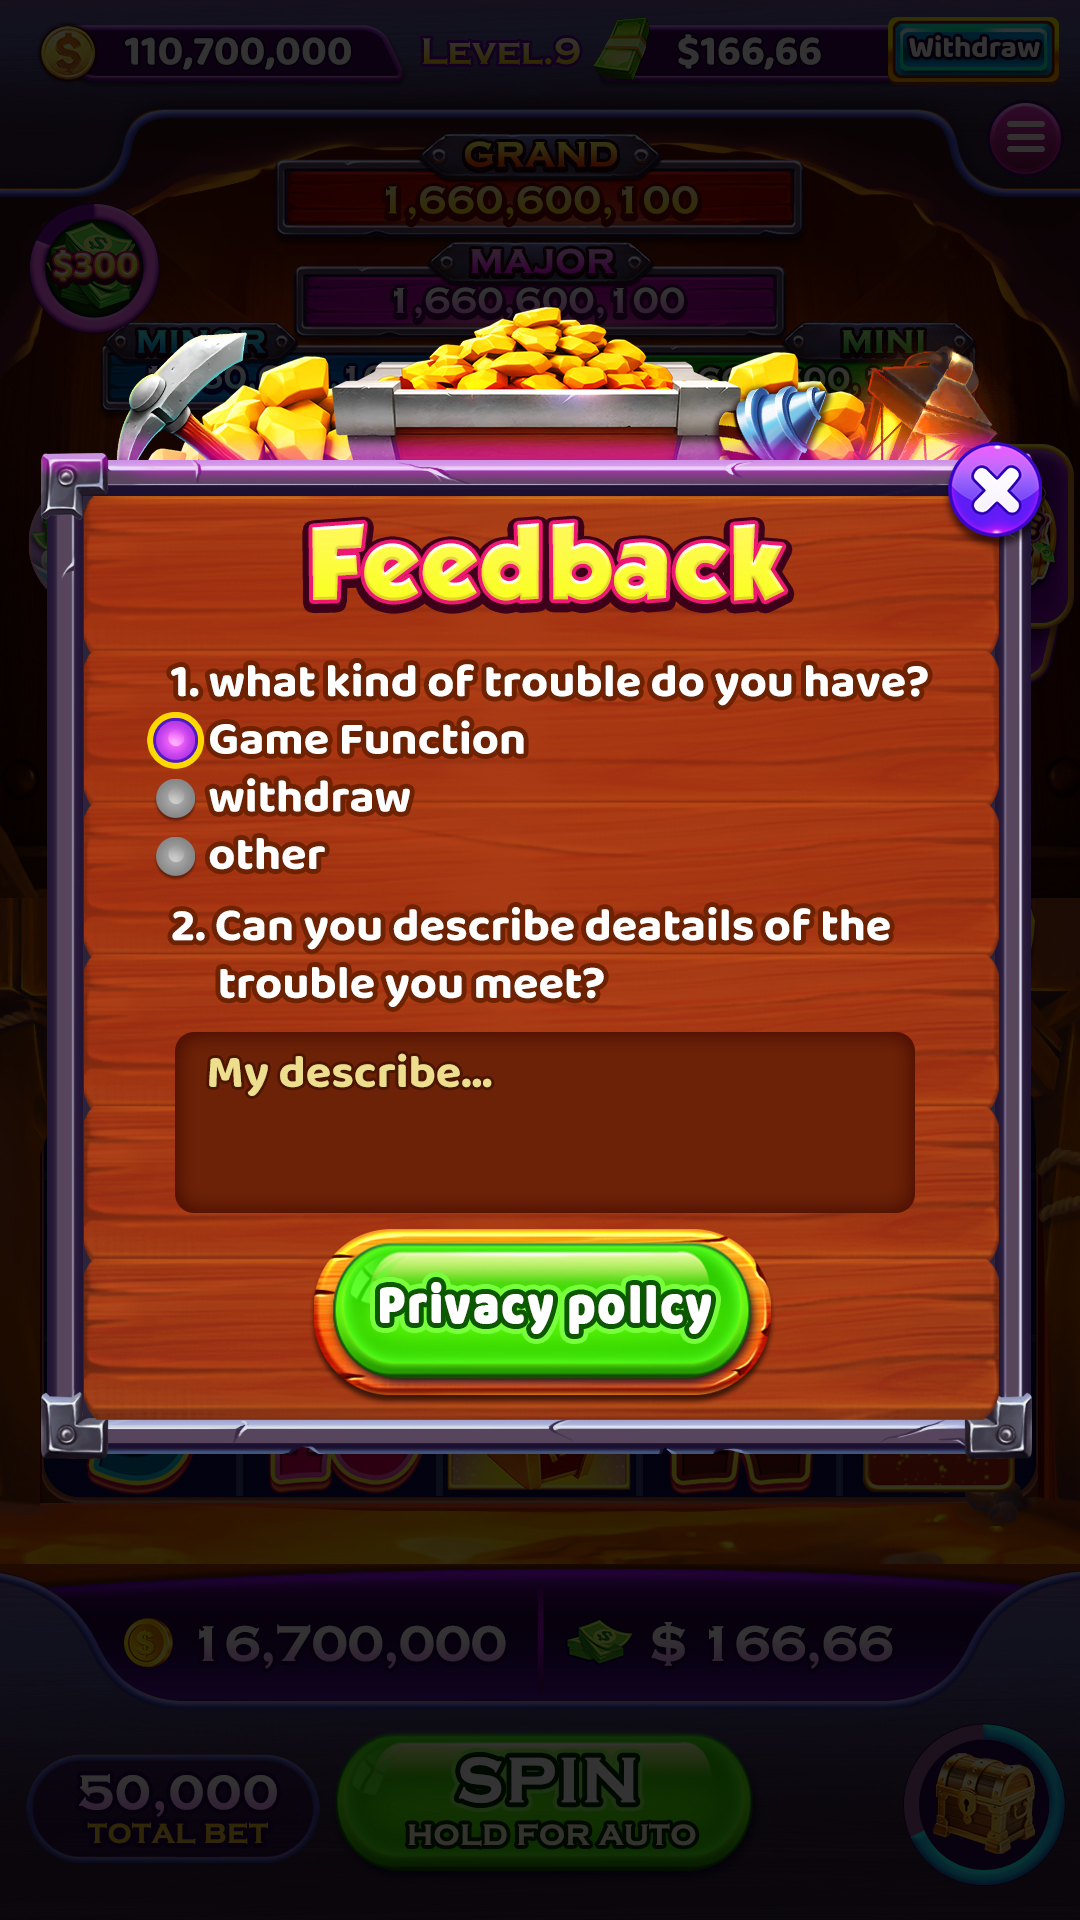 110,700,000
LEVEL.9
$166,66
Withdraw
GRAND
1,660,600,100
$300
MAJOR
1,660,600,100
MINOR
MINI
Feedback
1. what kind of trouble do you have?
Game Function
withdraw
other
2. Can you describe deatails of the
trouble you meet?
My describe...
Privacy pollcy
16,700,000
$ 166,66
50,000
TOTAL BET
SPIN
HOLD FOR AUTO